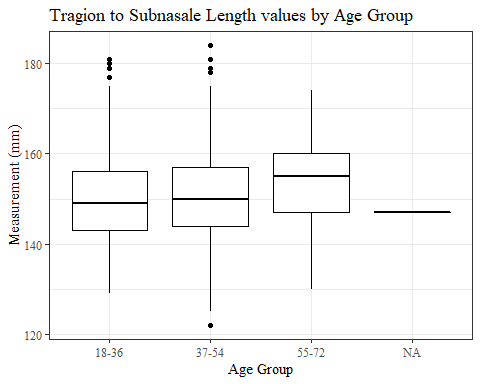 Tragion to Subnasale Length values by Age Group
Measurement (mm)
180
160
140
120
18-36 37-54 55-72 NA
Age Group